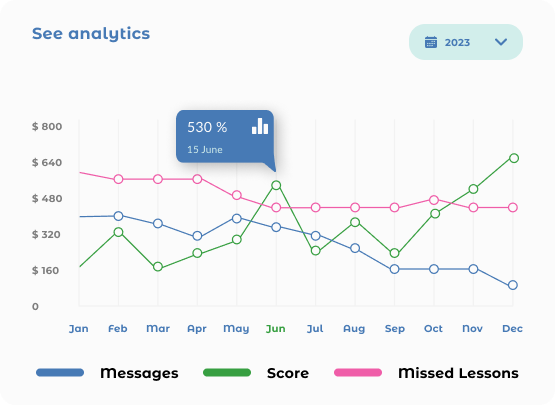 See analytics
2023
530 %
15 June
$ 800
$ 640
$ 480
$ 320
$ 160
0
Jan Feb Mar Apr May Jun Jul Aug Sep Oct Nov Dec
Messages Score Missed Lessons